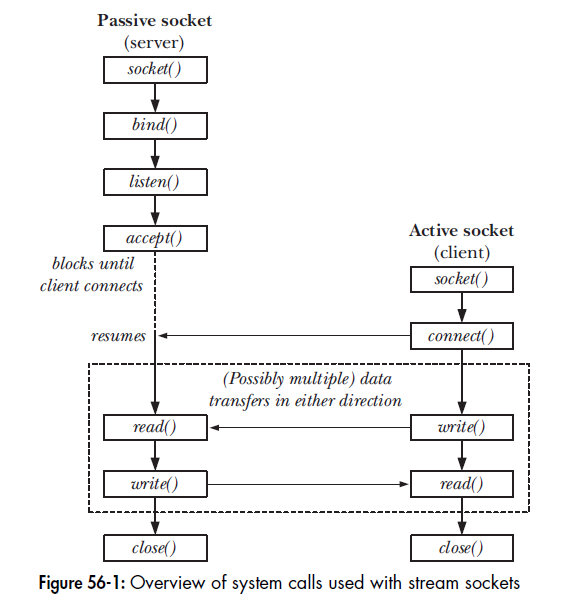 Passive socket
(server)
socket()
bind()
listen()
accept()
blocks until
client connects
resumes
Active socket
(client)
socket()
connect()
(Possibly multiple) data
transfers in either direction
read()
write()
write()
read()
close()
close()
Figure 56-1: Overview of system calls used with stream sockets